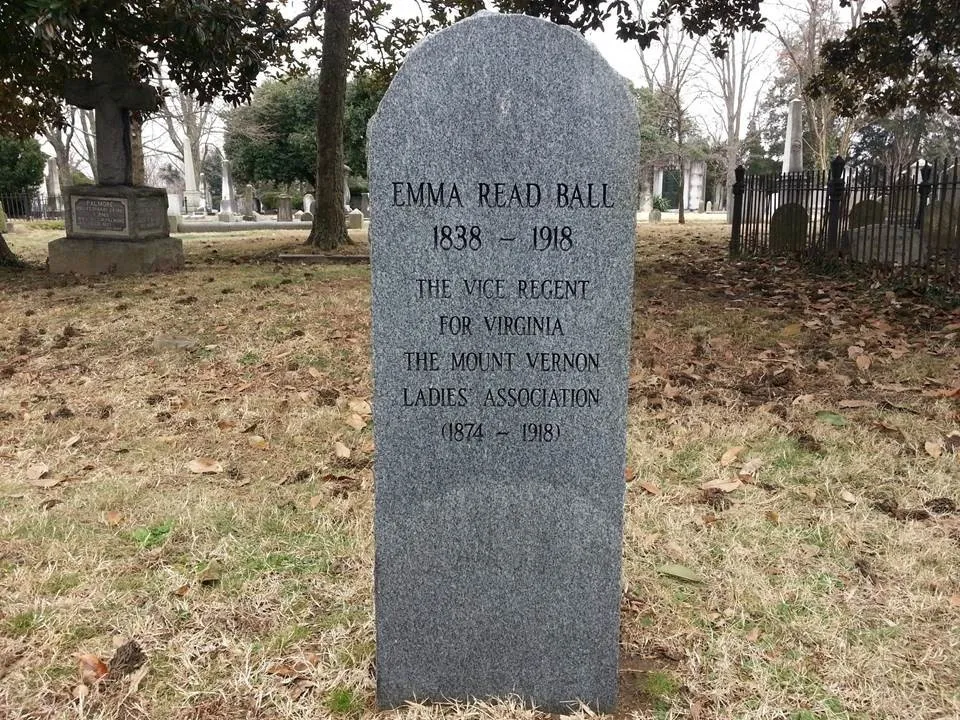 EMMA READ BALL
1838 – 1918
THE VICE REGENT
FOR VIRGINIA
THE MOUNT VERNON
LADIES' ASSOCIATION
(1874 – 1918)
PALMORE